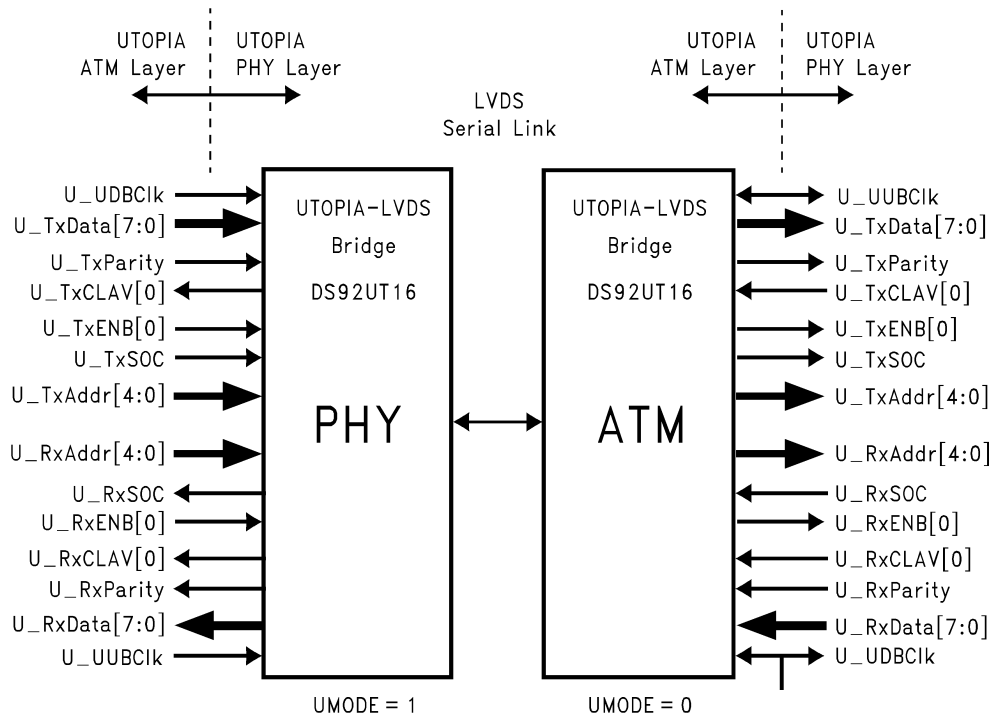 UTOPIA
ATM Layer
UTOPIA
PHY Layer
UTOPIA
ATM Layer
UTOPIA
PHY Layer
LVDS
Serial Link
U_UDBClk
U_TxData[7:0]
U_TxParity
U_TxCLAV[0]
U_TxENB[0]
U_TxSOC
U_TxAddr[4:0]
U_RxAddr[4:0]
U_RxSOC
U_RxENB[0]
U_RxCLAV[0]
U_RxParity
U_RxData[7:0]
U_UUBClk
UTOPIA-LVDS
Bridge
DS92UT16
PHY
UMODE = 1
UTOPIA-LVDS
Bridge
DS92UT16
ATM
UMODE = 0
U_UUBClk
U_TxData[7:0]
U_TxParity
U_TxCLAV[0]
U_TxENB[0]
U_TxSOC
U_TxAddr[4:0]
U_RxAddr[4:0]
U_RxSOC
U_RxENB[0]
U_RxCLAV[0]
U_RxParity
U_RxData[7:0]
U_UDBClk